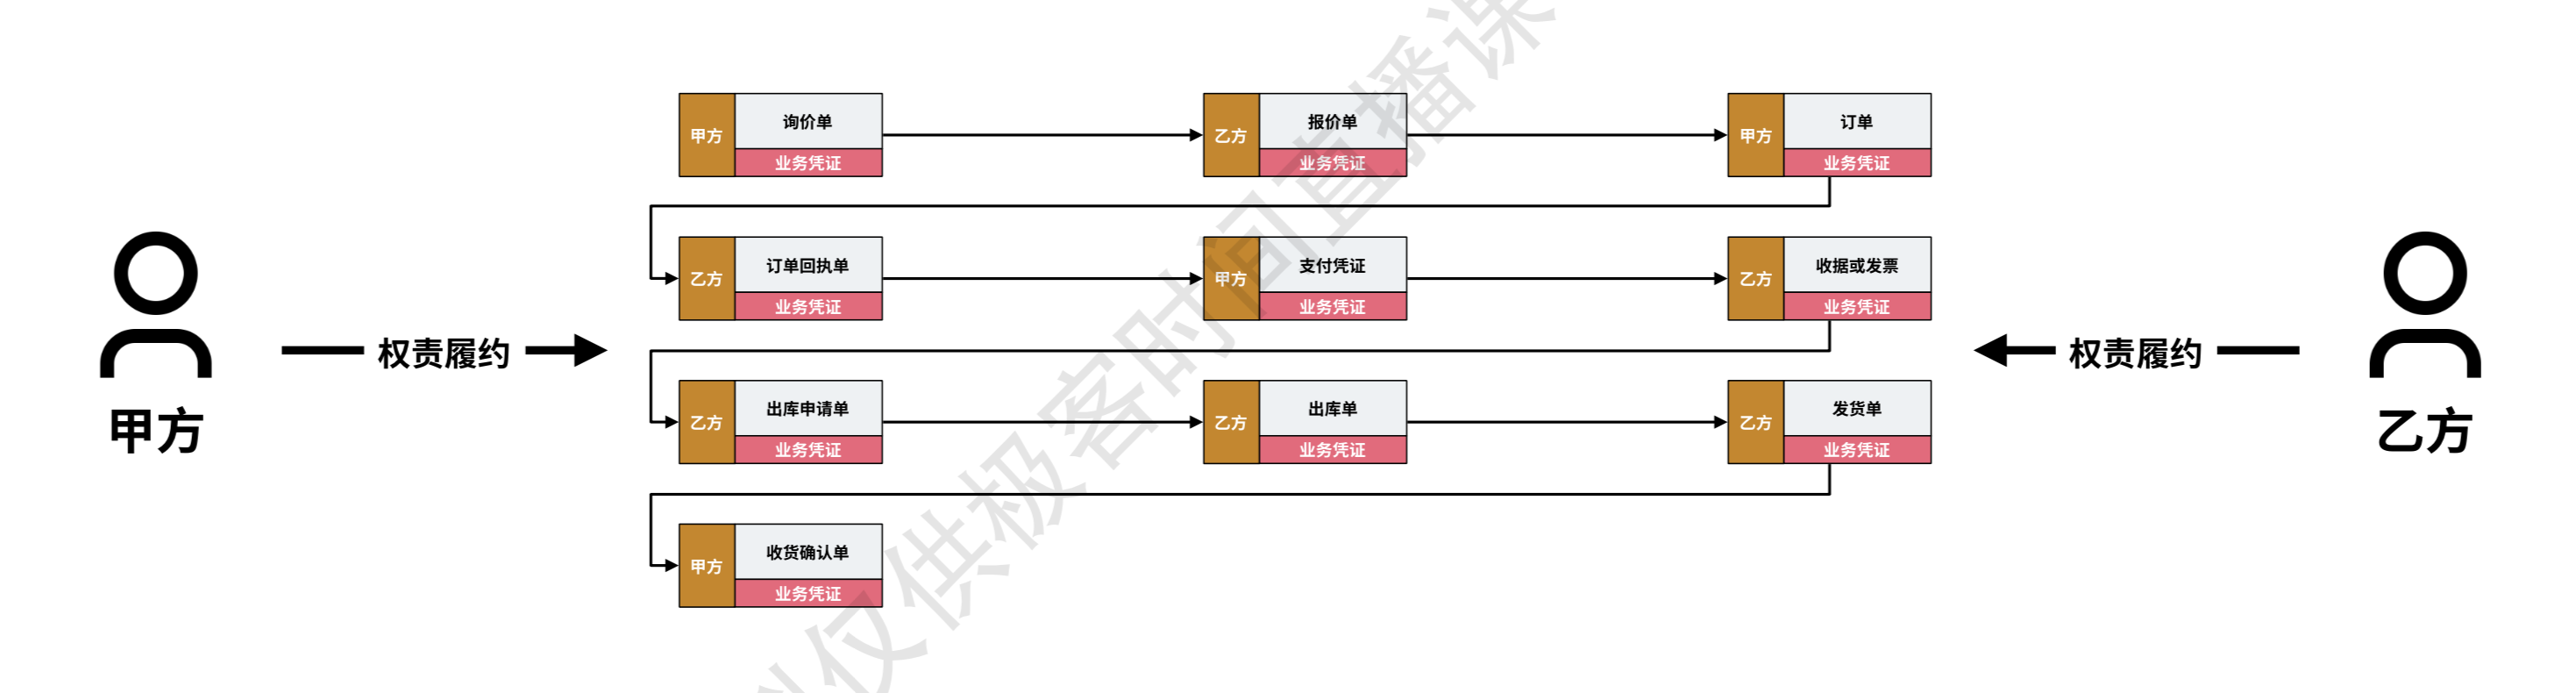 甲方 询价单 业务凭证
乙方 报价单 业务凭证
甲方 订单 业务凭证
乙方 订单回执单 业务凭证
甲方 支付凭证 业务凭证
乙方 收据或发票 业务凭证
权责履约
权责履约
乙方 出库申请单 业务凭证
乙方 出库单 业务凭证
乙方 发货单 业务凭证
甲方
乙方
甲方 收货确认单 业务凭证
仅供极客时间直播课